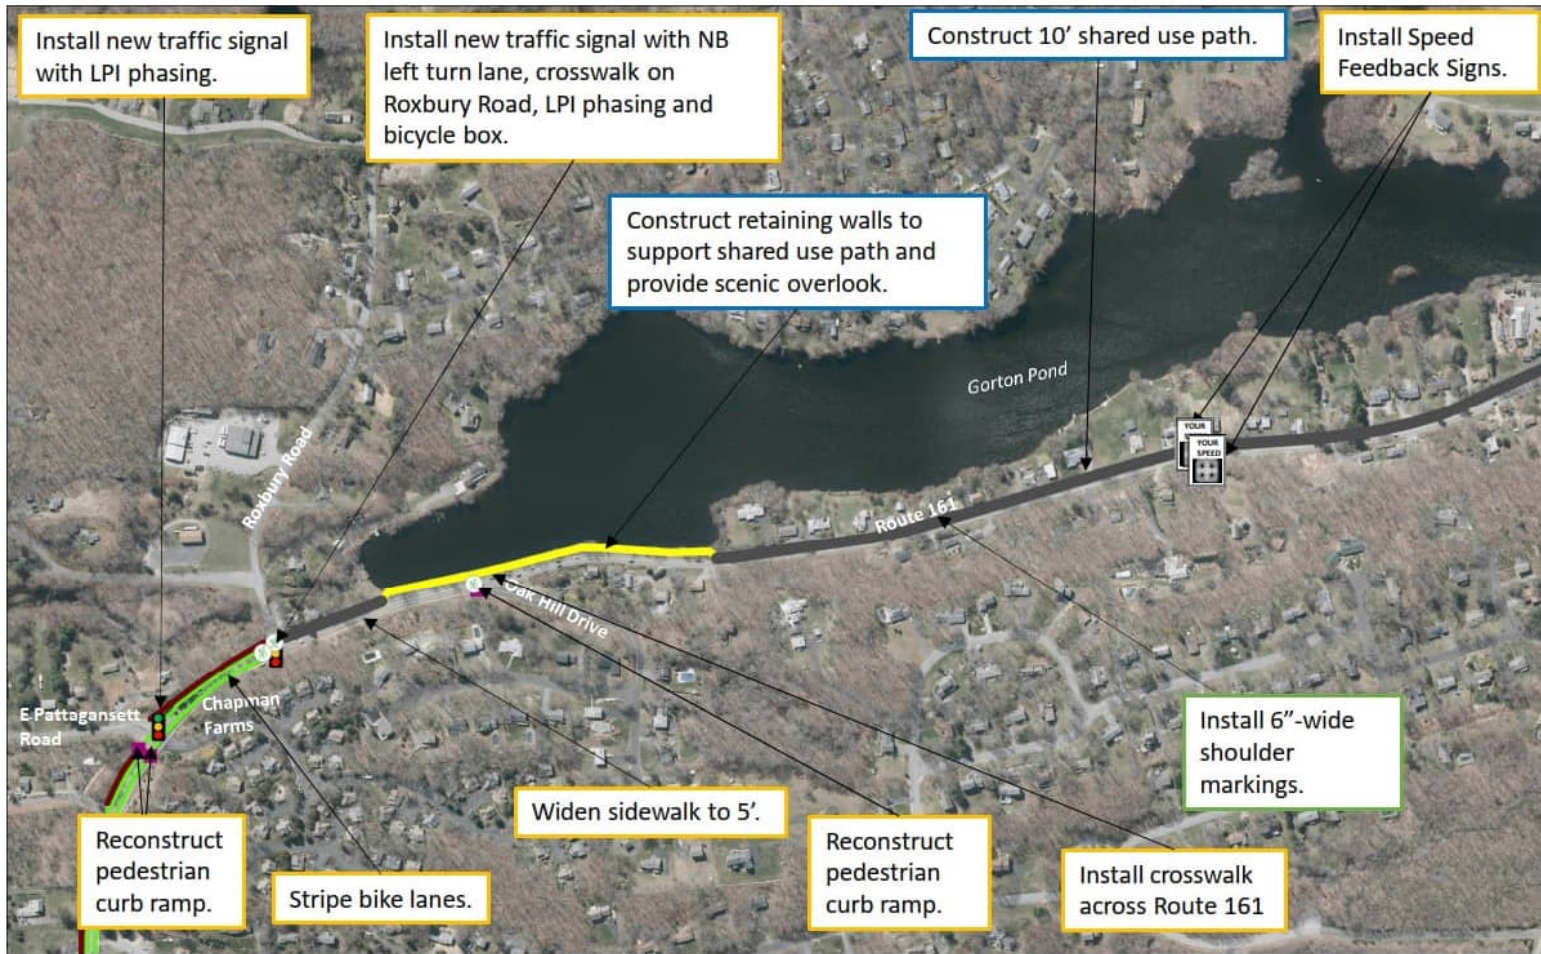 Install new traffic signal
with LPI phasing.
Install new traffic signal with NB
left turn lane, crosswalk on
Roxbury Road, LPI phasing and
bicycle box.
Construct 10’ shared use path.
Install Speed
Feedback Signs.
Construct retaining walls to
support shared use path and
provide scenic overlook.
Gorton Pond
YOUR
YOUR
SPEED
Roxbury Road
Route 161
Oak Hill Drive
Chapman
Farms
E Pattagansett
Road
Install 6”-wide
shoulder
markings.
Widen sidewalk to 5’.
Reconstruct
pedestrian
curb ramp.
Stripe bike lanes.
Reconstruct
pedestrian
curb ramp.
Install crosswalk
across Route 161